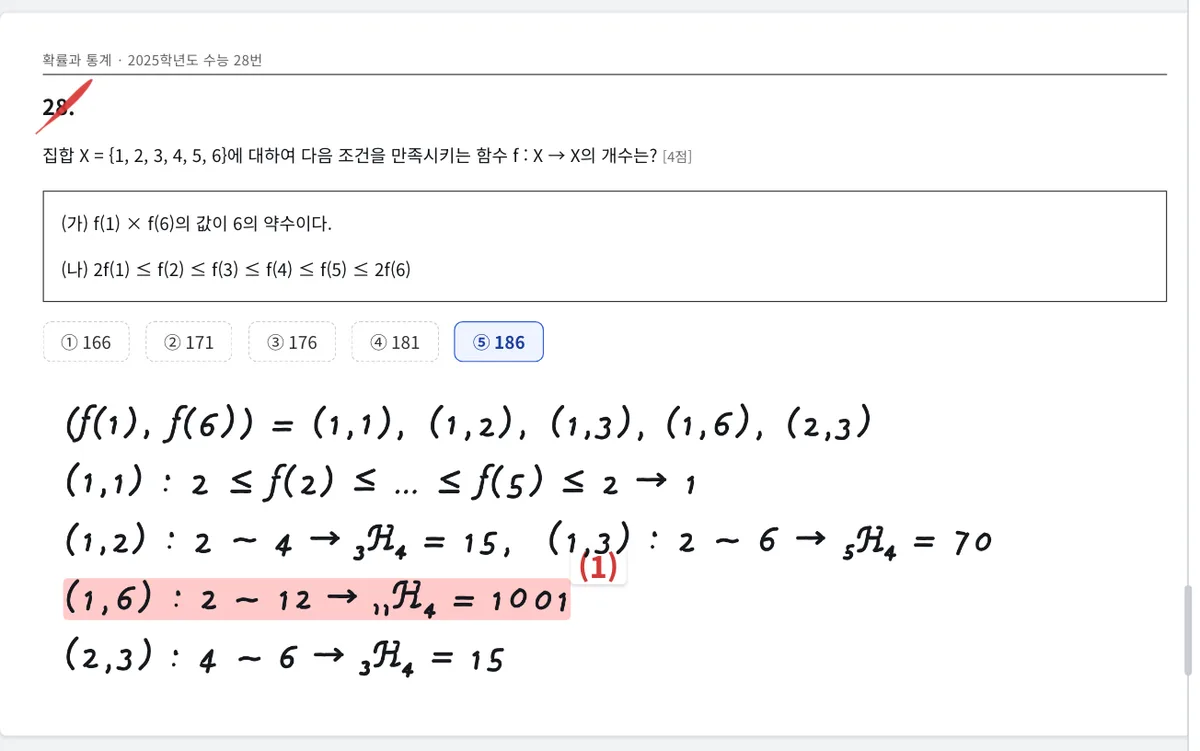 확률과 통계 · 2025학년도 수능 28번
28.
집합 X = {1, 2, 3, 4, 5, 6}에 대하여 다음 조건을 만족시키는 함수 f : X → X의 개수는? [4점]
(가) f(1) × f(6)의 값이 6의 약수이다.
(나) 2f(1) ≤ f(2) ≤ f(3) ≤ f(4) ≤ f(5) ≤ 2f(6)
① 166 ② 171 ③ 176 ④ 181 ⑤ 186
(f(1), f(6)) = (1,1), (1,2), (1,3), (1,6), (2,3)
(1,1) : 2 ≤ f(2) ≤ ... ≤ f(5) ≤ 2 → 1
(1,2) : 2 ~ 4 → ₃H₄ = 15, (1,3) : 2 ~ 6 → ₅H₄ = 70
(1)
(1,6) : 2 ~ 12 → ₁₁H₄ = 1001
(2,3) : 4 ~ 6 → ₃H₄ = 15